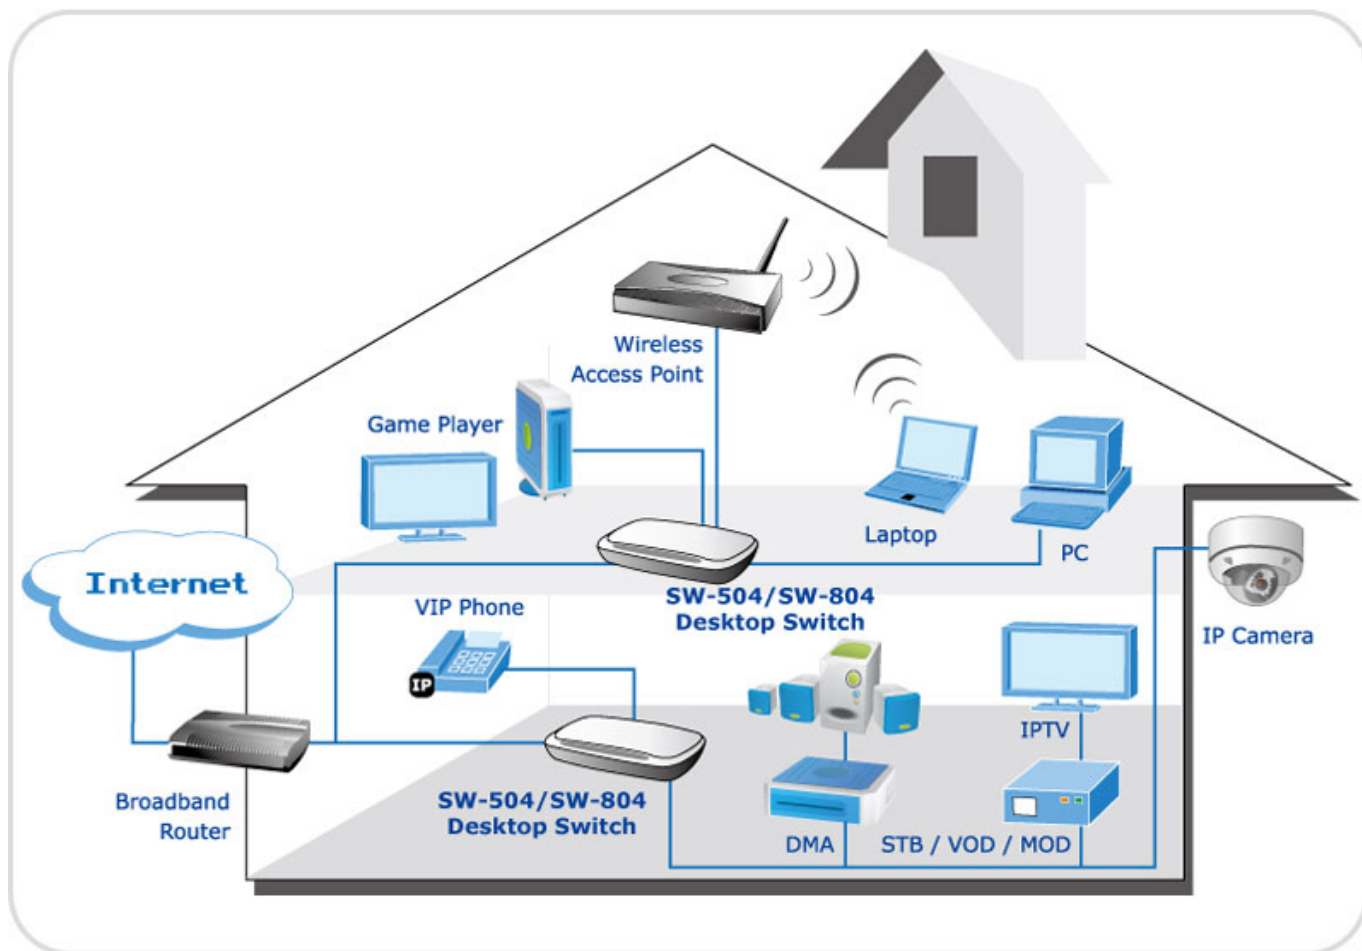 Wireless
Access Point
Game Player
Laptop
PC
Internet
SW-504/SW-804
Desktop Switch
VIP Phone
IP
IP Camera
IPTV
Broadband
Router
SW-504/SW-804
Desktop Switch
DMA
STB / VOD / MOD